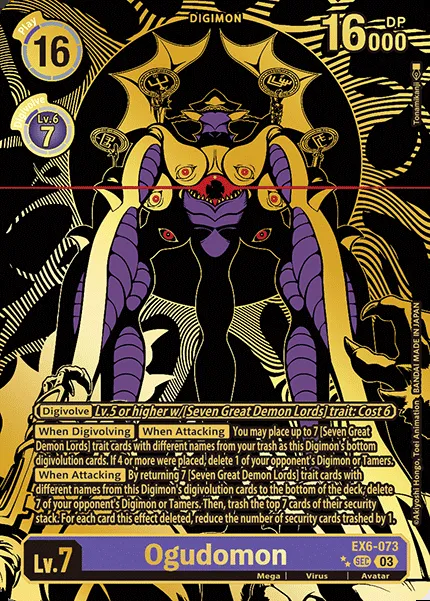 DIGIMON
Play
16
DP
16000
Digivolve
Lv.6
7
Digivolve Lv.5 or higher w/[Seven Great Demon Lords] trait: Cost 6
When Digivolving When Attacking You may place up to 7 [Seven Great
Demon Lords] trait cards with different names from your trash as this Digimon's bottom
digivolution cards. If 4 or more were placed, delete 1 of your opponent's Digimon or Tamers.
When Attacking By returning 7 [Seven Great Demon Lords] trait cards with
different names from this Digimon's digivolution cards to the bottom of the deck, delete
7 of your opponent's Digimon or Tamers. Then, trash the top 7 cards of their security
stack. For each card this effect deleted, reduce the number of security cards trashed by 1.
Lv.7
Ogudomon
EX6-073
SEC 03
Mega Virus Avatar
Tonamikanji
©Akiyoshi Hongo, Toei Animation BANDAI MADE IN JAPAN